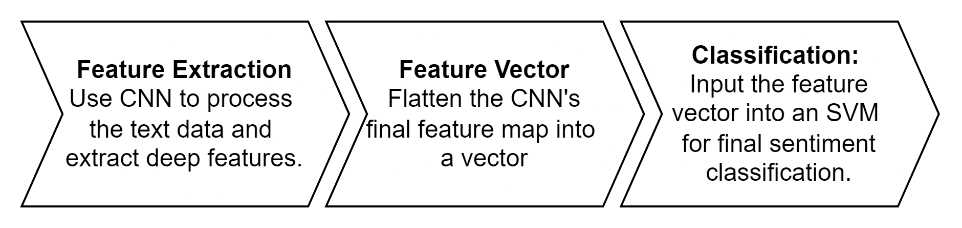 Feature Extraction
Use CNN to process
the text data and
extract deep features.
Feature Vector
Flatten the CNN's
final feature map into
a vector
Classification:
Input the feature
vector into an SVM
for final sentiment
classification.